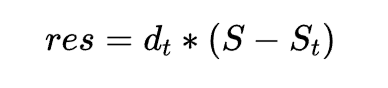 res = d_t * (S − S_t)